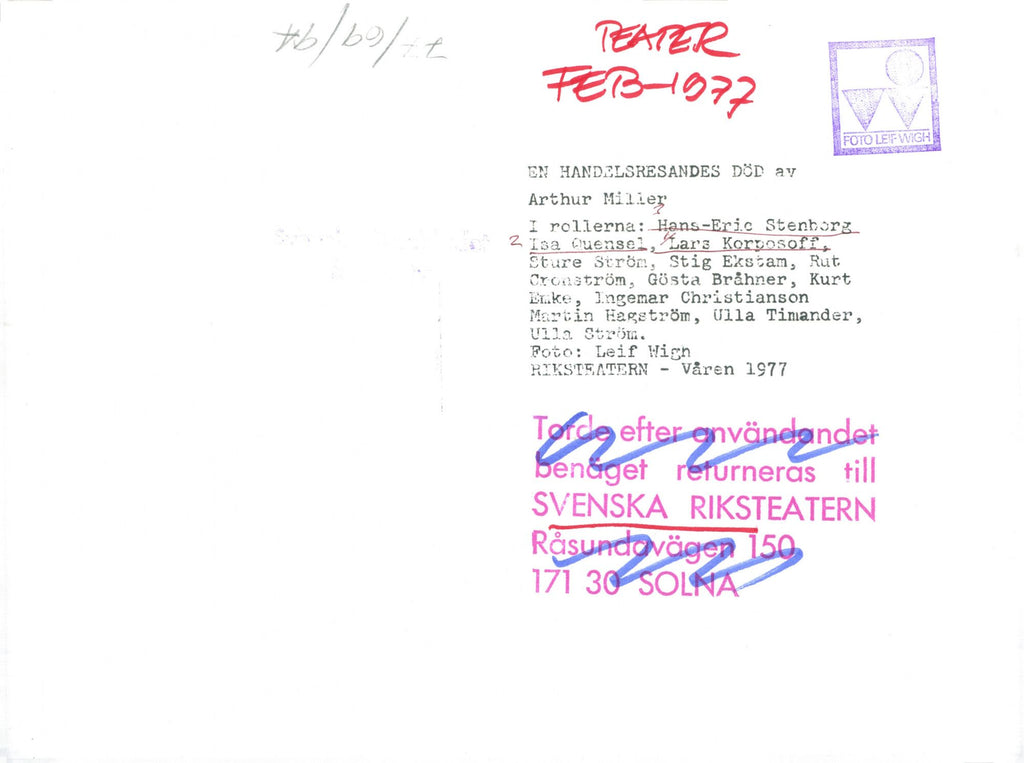 TEATER
FEB-1977
FOTO LEIF WIGH
EN HANDELSRESANDES DÖD av
Arthur Miller
I rollerna: Hans-Eric Stenborg
2 Isa Quensel, Lars Korposoff,
Sture Ström, Stig Ekstam, Rut
Cronström, Gösta Bråhner, Kurt
Emke, Ingemar Christianson
Martin Hagström, Ulla Timander,
Ulla Ström.
Foto: Leif Wigh
RIKSTEATERN - Våren 1977
Torde efter användandet
benäget returneras till
SVENSKA RIKSTEATERN
Råsundavägen 150
171 30 SOLNA